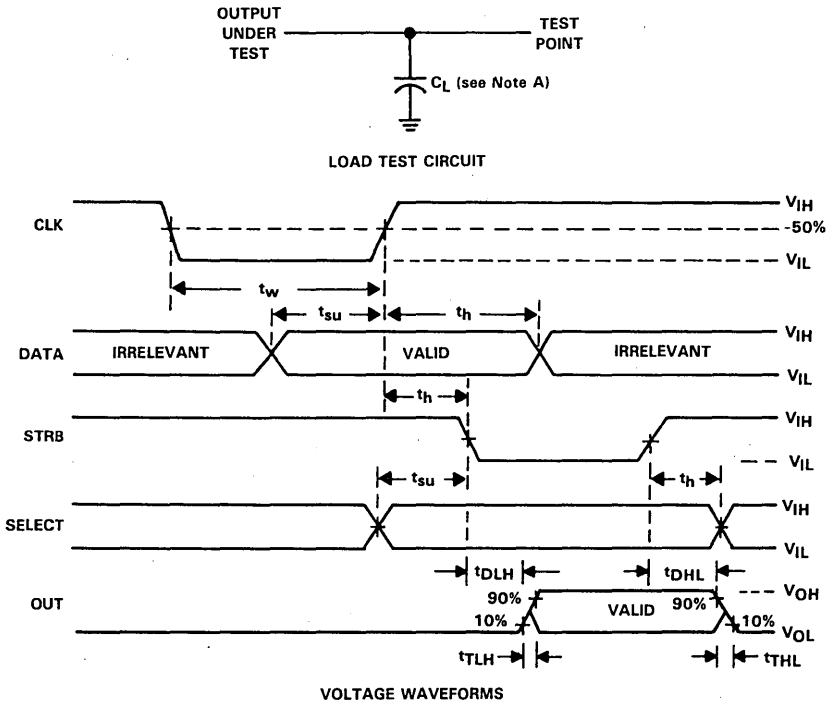 OUTPUT
UNDER
TEST
TEST
POINT
CL (see Note A)
LOAD TEST CIRCUIT
CLK
VIH
-50%
VIL
tw
tsu
th
DATA
IRRELEVANT
VALID
IRRELEVANT
VIH
VIL
th
STRB
VIH
VIL
tsu
th
SELECT
VIH
VIL
tDLH
tDHL
OUT
90%
VALID
90%
VOH
10%
10%
VOL
tTLH
tTHL
VOLTAGE WAVEFORMS